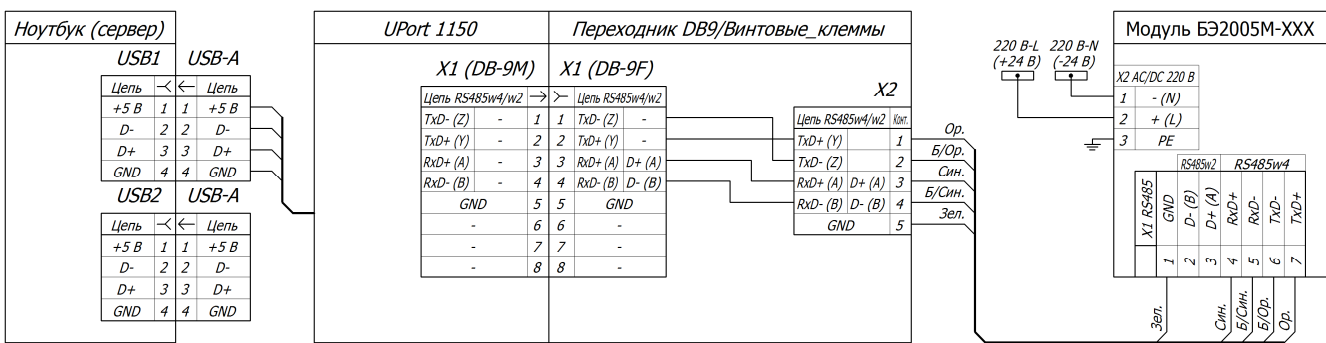 Ноутбук (сервер)
USB1 USB-A
Цепь Цепь
+5 В 1 1 +5 В
D- 2 2 D-
D+ 3 3 D+
GND 4 4 GND
USB2 USB-A
Цепь Цепь
+5 В 1 1 +5 В
D- 2 2 D-
D+ 3 3 D+
GND 4 4 GND
UPort 1150
Переходник DB9/Винтовые_клеммы
X1 (DB-9M) X1 (DB-9F)
Цепь RS485w4/w2 Цепь RS485w4/w2
TxD- (Z) - 1 1 TxD- (Z) -
TxD+ (Y) - 2 2 TxD+ (Y) -
RxD+ (A) - 3 3 RxD+ (A) D+ (A)
RxD- (B) - 4 4 RxD- (B) D- (B)
GND 5 5 GND
- 6 6 -
- 7 7 -
- 8 8 -
X2
Цепь RS485w4/w2 Конт.
TxD+ (Y) 1
TxD- (Z) 2
RxD+ (A) D+ (A) 3
RxD- (B) D- (B) 4
GND 5
Ор.
Б/Ор.
Син.
Б/Син.
Зел.
220 В-L 220 В-N
(+24 В) (-24 В)
Модуль БЭ2005М-XXX
X2 AC/DC 220 В
1 - (N)
2 + (L)
3 PE
RS485w2 RS485w4
X1 RS485
GND
D- (B)
D+ (A)
RxD+
RxD-
TxD-
TxD+
1 2 3 4 5 6 7
Зел.
Син.
Б/Син.
Б/Ор.
Ор.